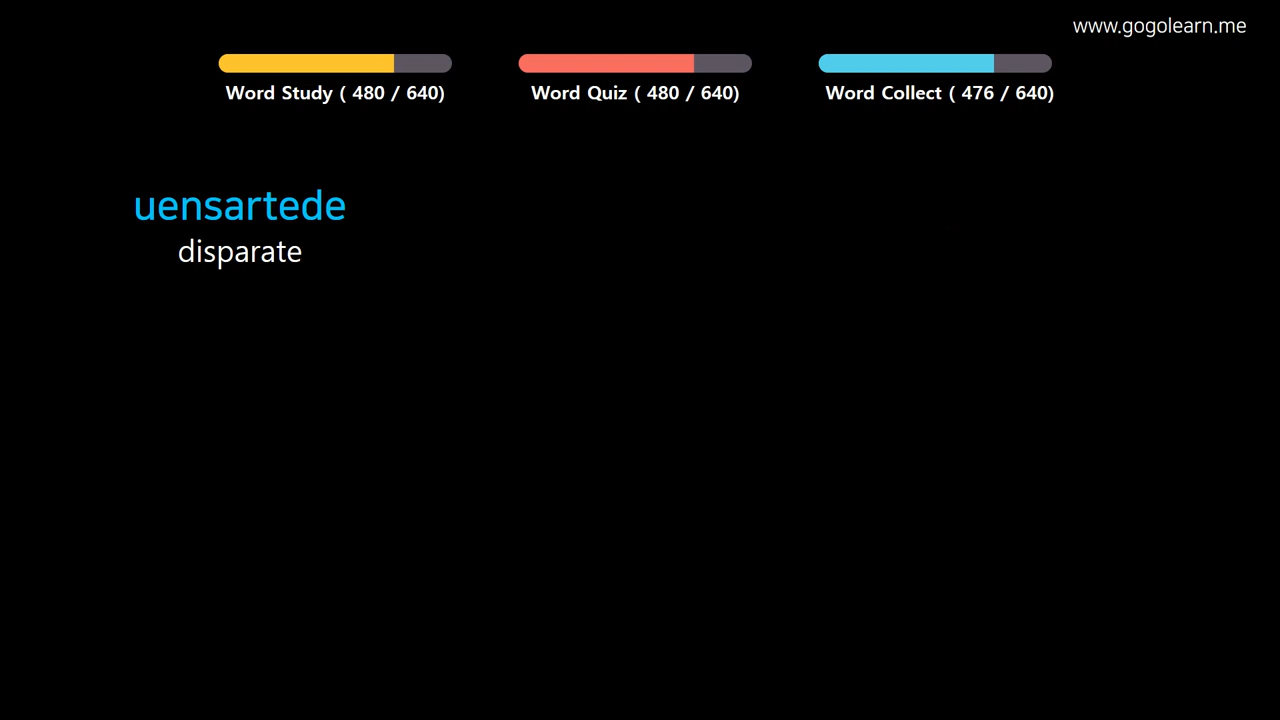 www.gogolearn.me
Word Study ( 480 / 640)
Word Quiz ( 480 / 640)
Word Collect ( 476 / 640)
uensartede
disparate